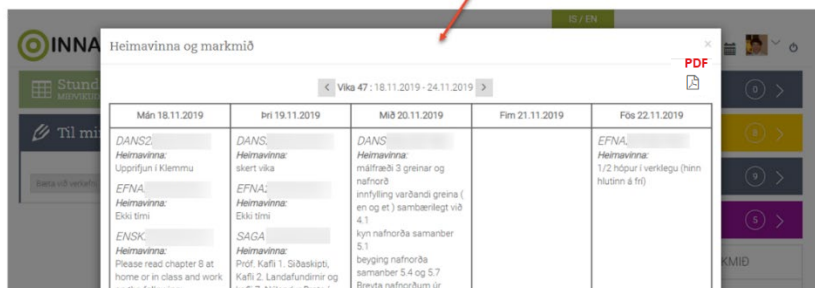 IS / EN
INNA
Heimavinna og markmið
×
PDF
Stund
Vika 47 : 18.11.2019 - 24.11.2019
0
Til mi
8
9
5
KMIÐ
Mán 18.11.2019
DANS2
Heimavinna:
Upprifjun í Klemmu
EFNA
Heimavinna:
Ekki tími
ENSK
Heimavinna:
Please read chapter 8 at
home or in class and work
Þri 19.11.2019
DANS
Heimavinna:
skert vika
EFNA
Heimavinna:
Ekki tími
SAGA
Heimavinna:
Próf. Kafli 1. Siðaskipti,
Kafli 2. Landafundirnir og
Mið 20.11.2019
DANS
Heimavinna:
málfræði 3 greinar og
nafnorð
innfylling varðandi greina (
en og et ) sambærilegt við
4.1
kyn nafnorða samanber
5.1
beyging nafnorða
samanber 5.4 og 5.7
Breyta nafnorðum úr
Fim 21.11.2019
Fös 22.11.2019
EFNA
Heimavinna:
1/2 hópur í verklegu (hinn
hlutinn á frí)